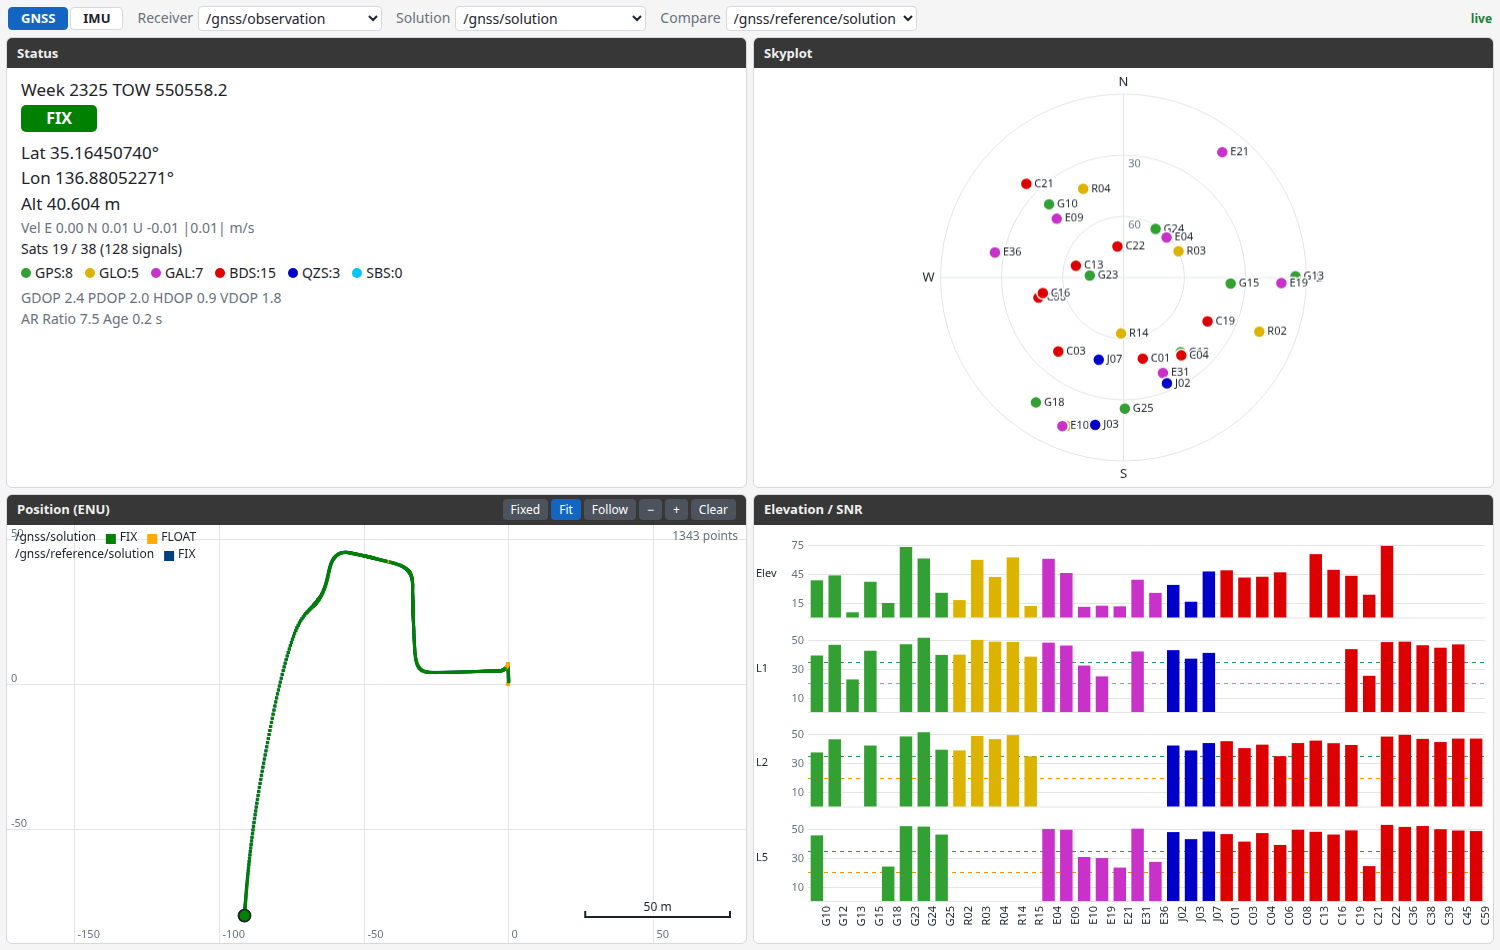 GNSS IMU Receiver /gnss/observation Solution /gnss/solution Compare /gnss/reference/solution live
Status
Week 2325 TOW 550558.2
FIX
Lat 35.16450740°
Lon 136.88052271°
Alt 40.604 m
Vel E 0.00 N 0.01 U -0.01 |0.01| m/s
Sats 19 / 38 (128 signals)
GPS:8 GLO:5 GAL:7 BDS:15 QZS:3 SBS:0
GDOP 2.4 PDOP 2.0 HDOP 0.9 VDOP 1.8
AR Ratio 7.5 Age 0.2 s
Skyplot
N
E21
30
C21 R04
G10
E09
60
G24
E04
C22 R03
E36
C13
G23
W
G13
G15 E19
C16
C19
R02
R14
C03 J07 C01 C04
E31
J02
G18
G25
E10 J03
S
Position (ENU) Fixed Fit Follow − + Clear
50
/gnss/solution FIX FLOAT 1343 points
/gnss/reference/solution FIX
0
-50
50 m
-150 -100 -50 0 50
Elevation / SNR
75
Elev 45
15
50
L1 30
10
50
L2 30
10
50
L5 30
10
G10 G12 G13 G15 G18 G23 G24 G25 R02 R03 R04 R14 R15 E04 E09 E10 E19 E21 E31 E36 J02 J03 J07 C01 C03 C04 C06 C08 C13 C16 C19 C21 C22 C36 C38 C39 C45 C59